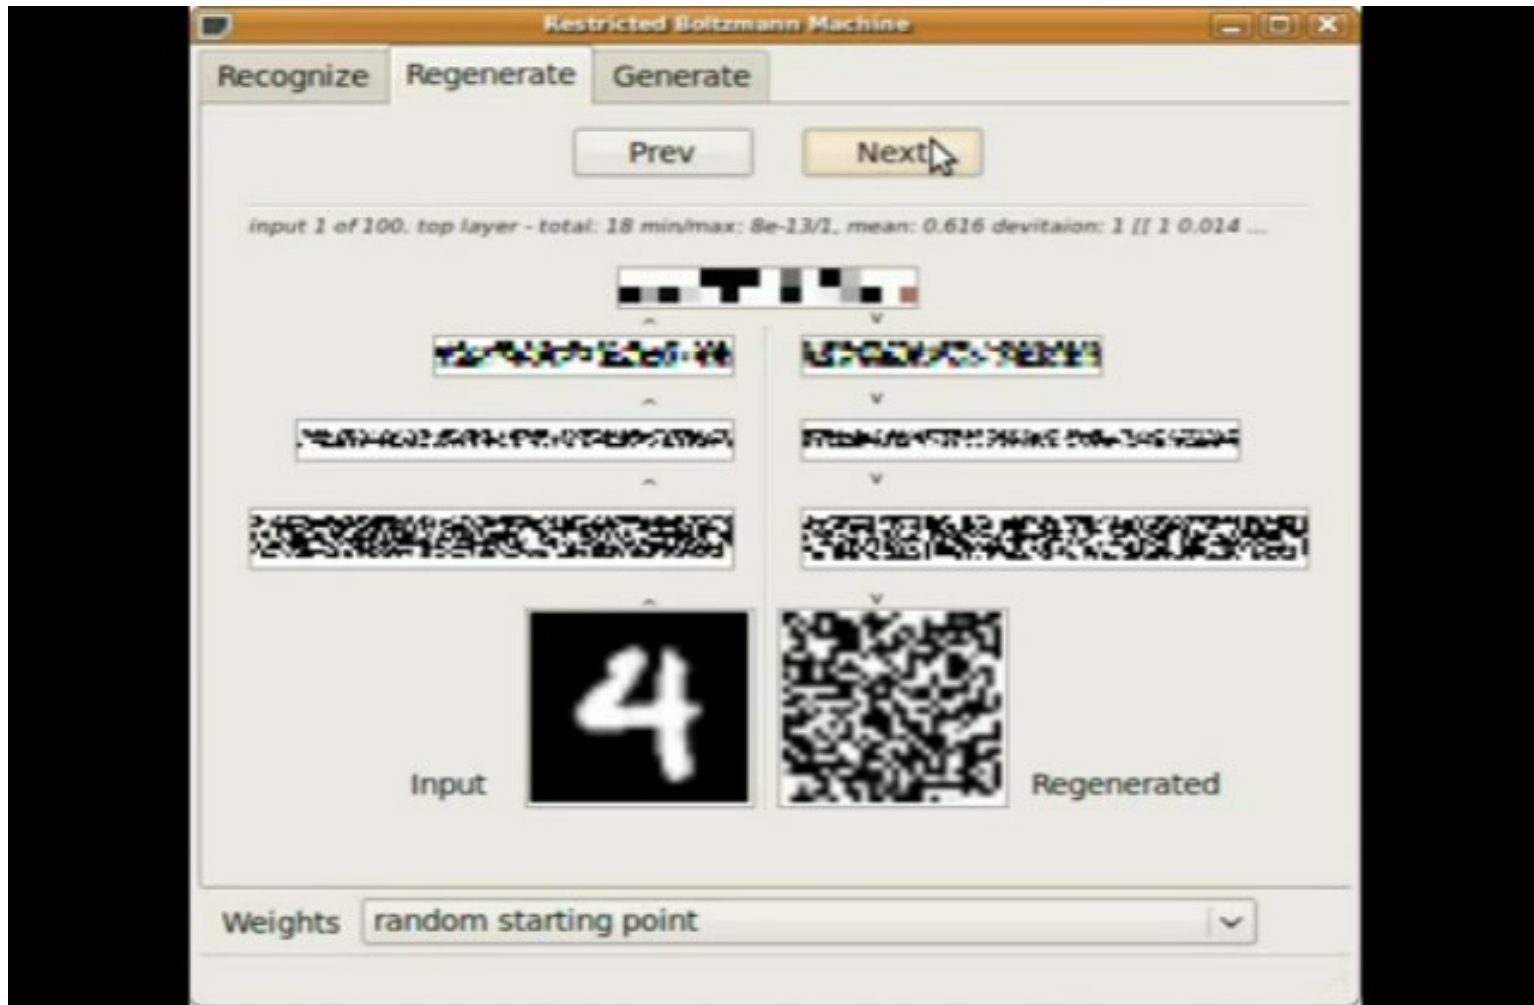 Restricted Boltzmann Machine
Recognize Regenerate Generate
Prev Next
input 1 of 100. top layer - total: 18 min/max: 8e-13/1, mean: 0.616 devitaion: 1 [[ 1 0.014 ...
4
Input Regenerated
Weights random starting point